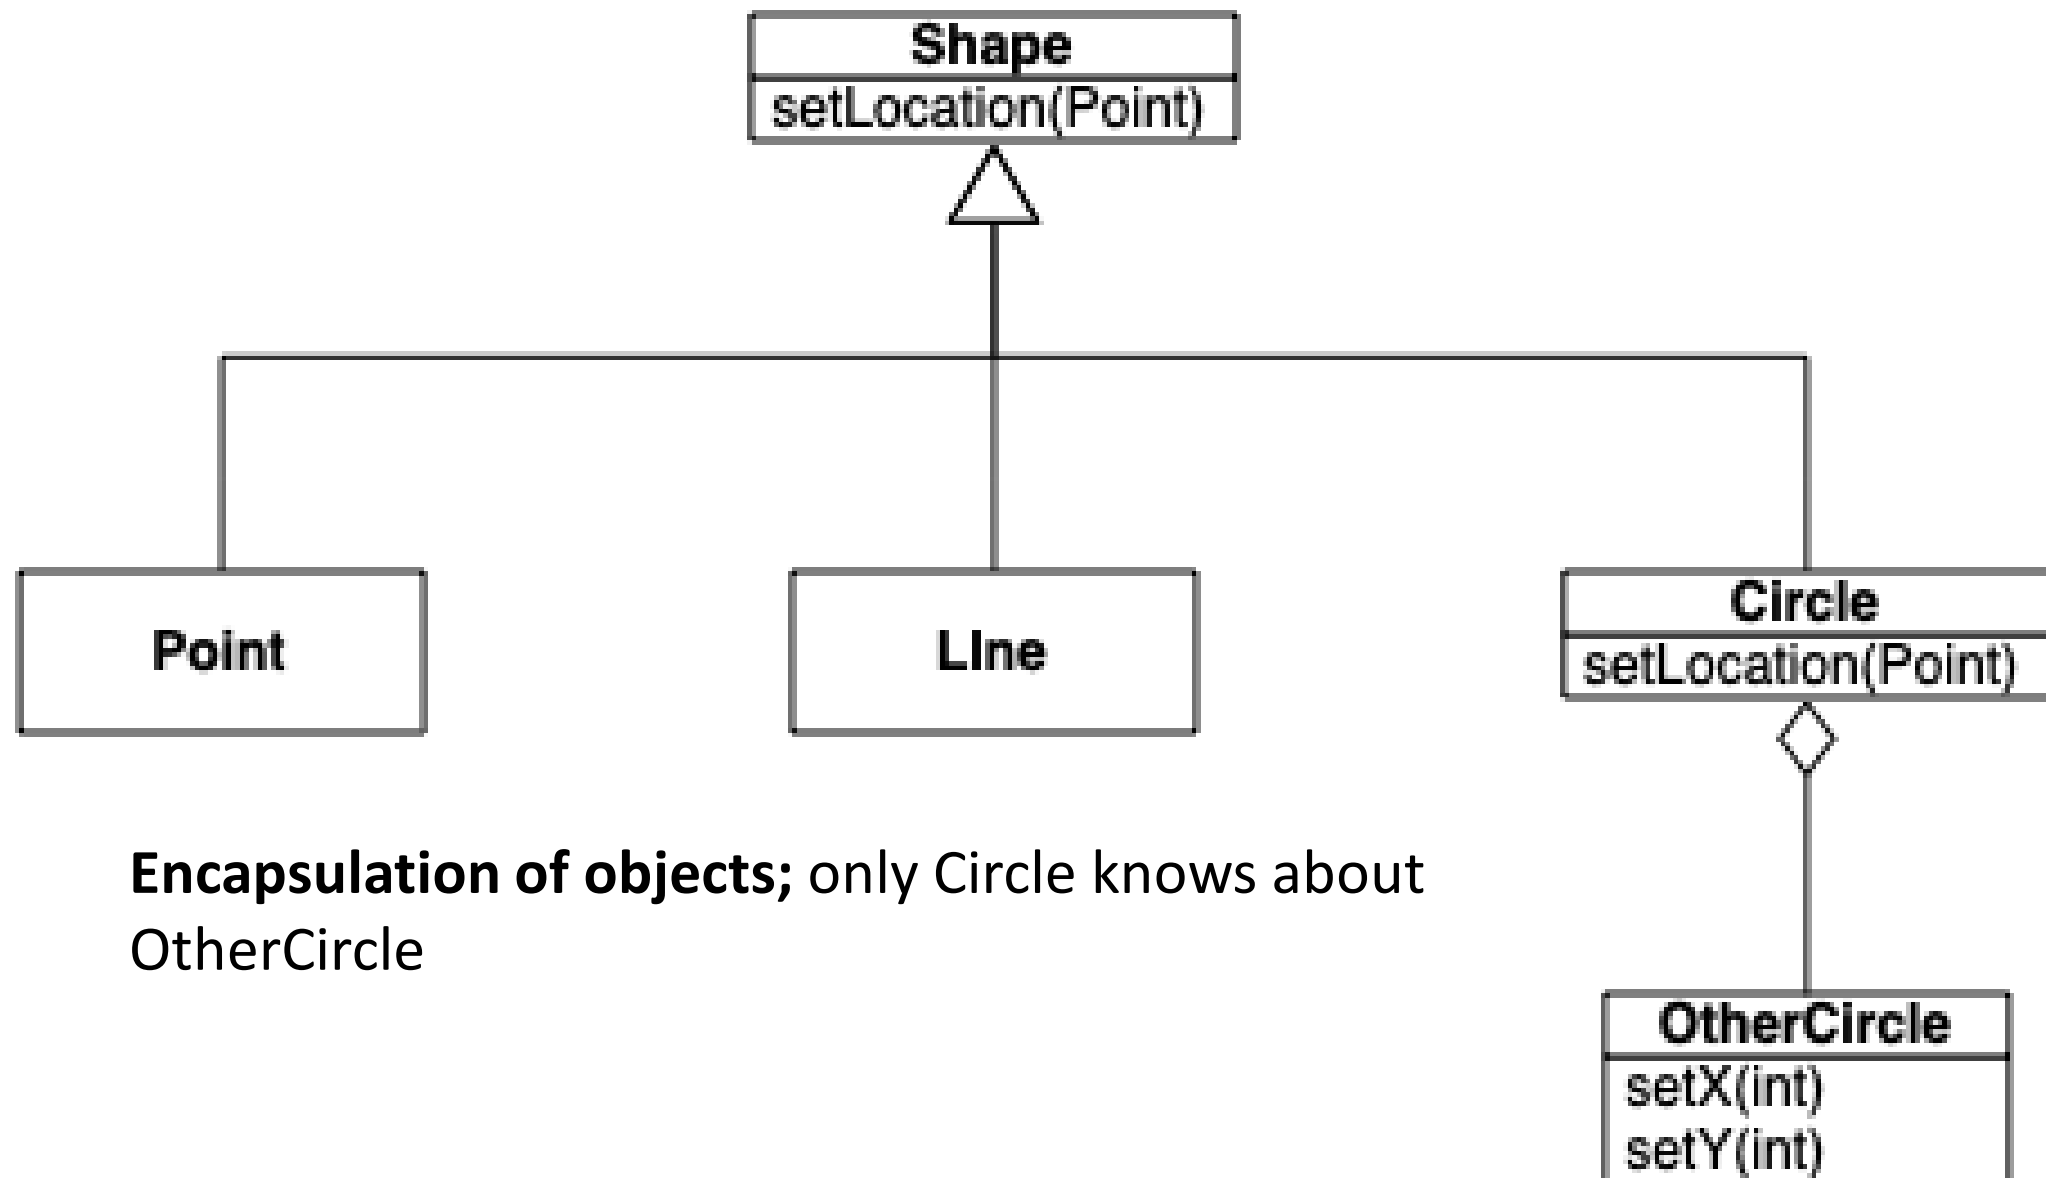 Shape
setLocation(Point)
Point
LIne
Circle
setLocation(Point)
Encapsulation of objects; only Circle knows about
OtherCircle
OtherCircle
setX(int)
setY(int)